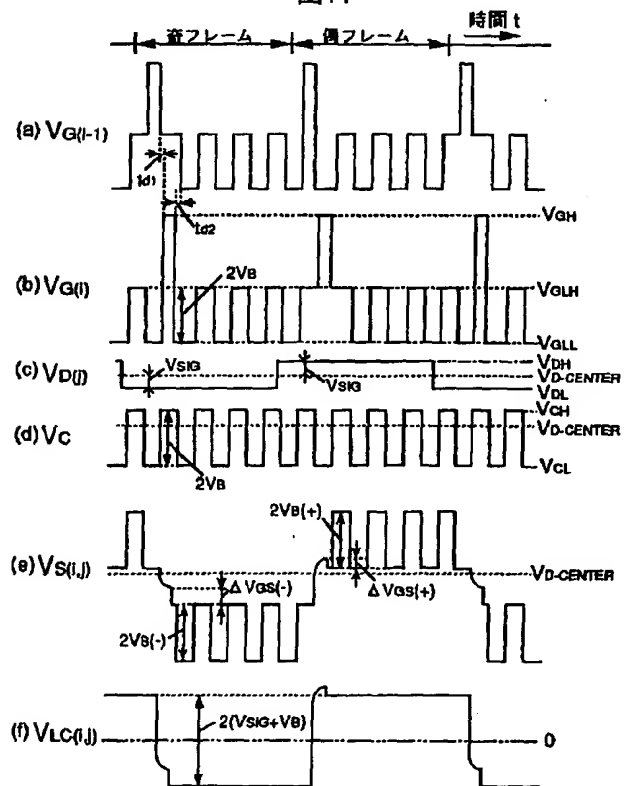 時間 t
奇フレーム
偶フレーム
(a) VG(i-1)
td1
td2
VGH
(b) VG(i)
2VB
VGLH
VGLL
(c) VD(j)
VSIG
VSIG
VDH
VD-CENTER
VDL
(d) VC
VCH
VD-CENTER
2VB
VCL
2VB(+)
(e) VS(i,j)
VD-CENTER
ΔVGS(-)
ΔVGS(+)
2VB(-)
(f) VLC(i,j)
2(VSIG+VB)
0